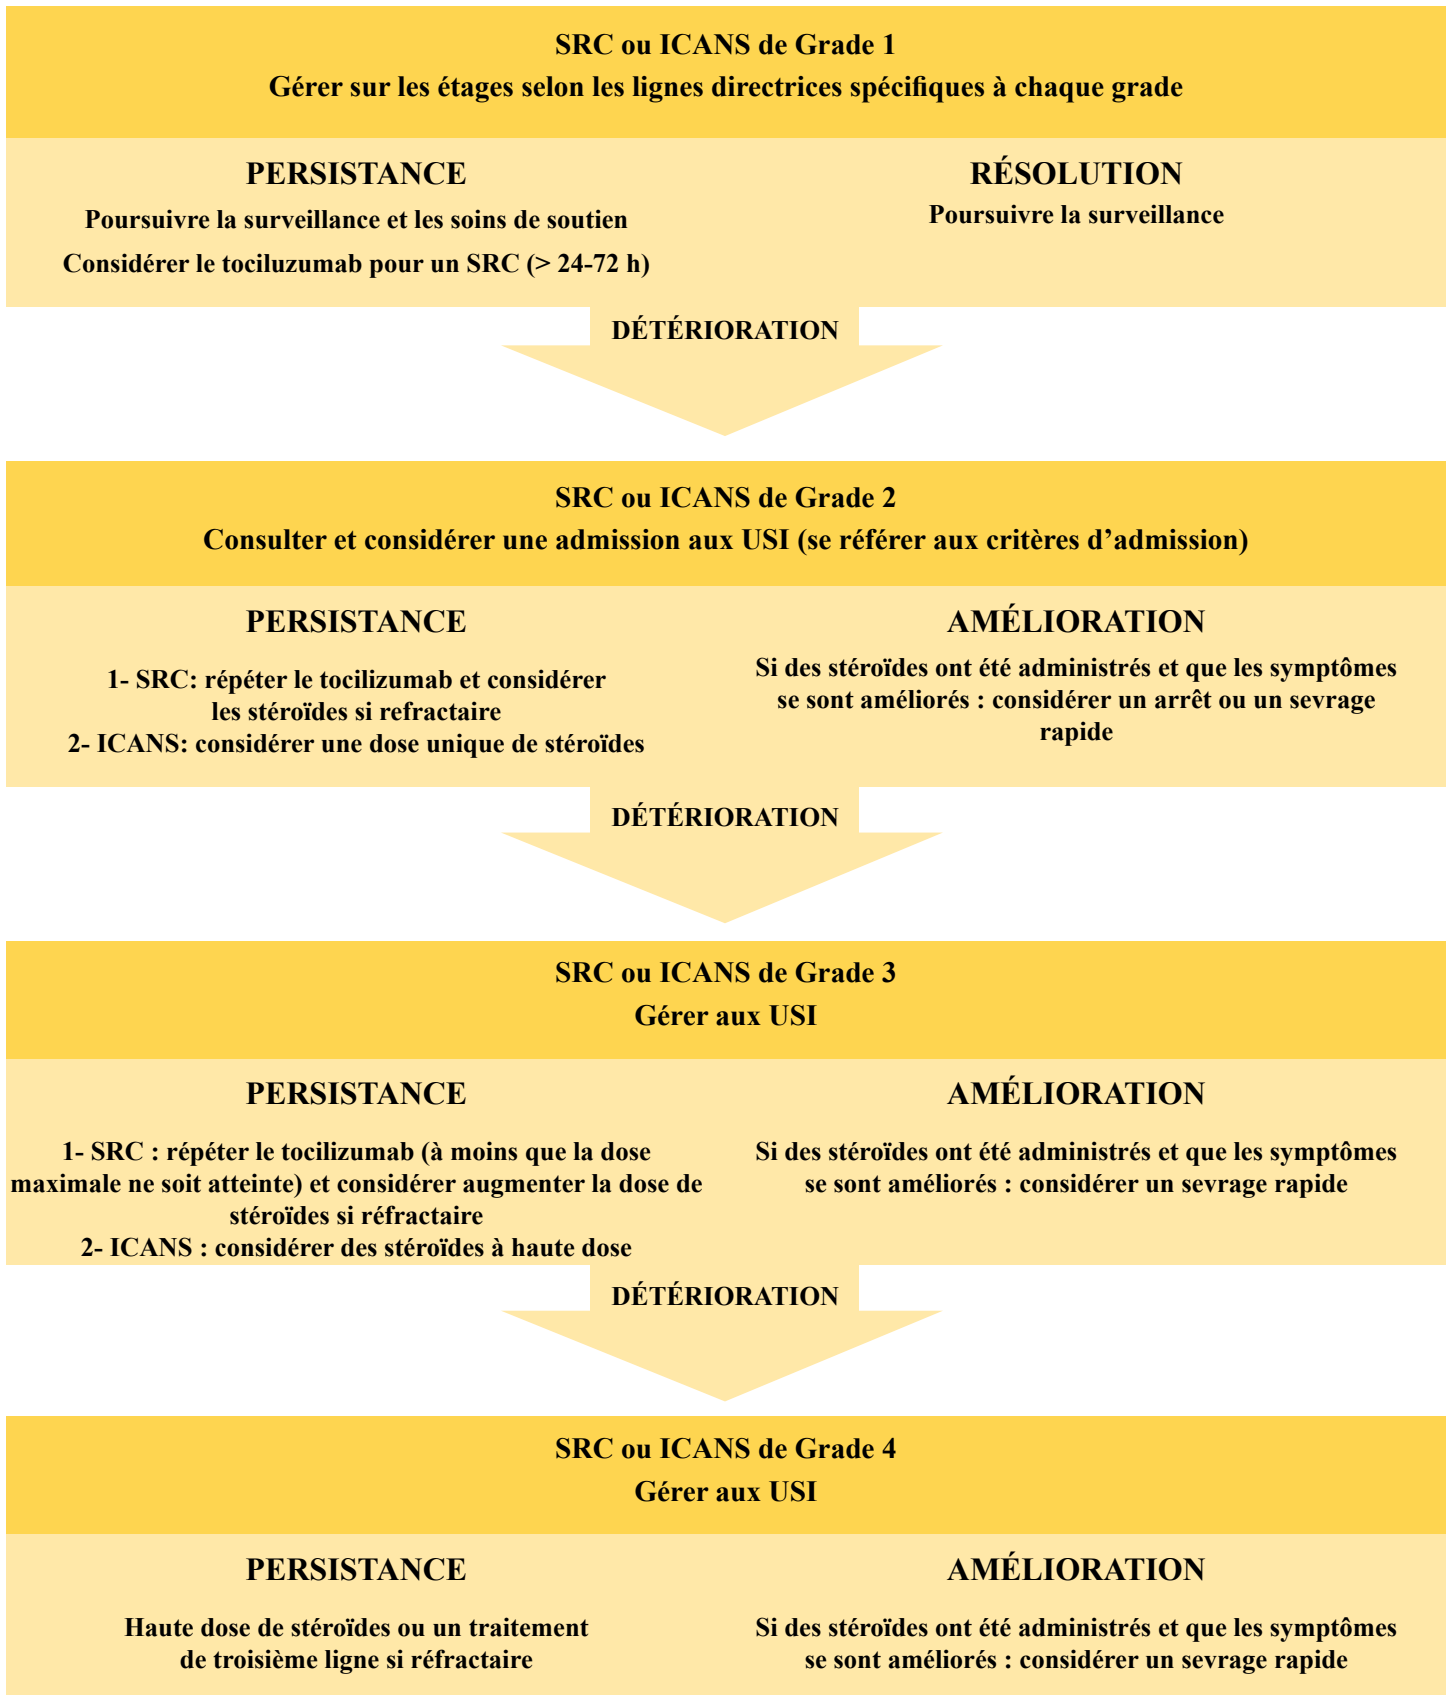 SRC ou ICANS de Grade 1
Gérer sur les étages selon les lignes directrices spécifiques à chaque grade
PERSISTANCE
Poursuivre la surveillance et les soins de soutien
Considérer le tociluzumab pour un SRC (> 24-72 h)
RÉSOLUTION
Poursuivre la surveillance
DÉTÉRIORATION
SRC ou ICANS de Grade 2
Consulter et considérer une admission aux USI (se référer aux critères d’admission)
PERSISTANCE
1- SRC: répéter le tocilizumab et considérer
les stéroïdes si refractaire
2- ICANS: considérer une dose unique de stéroïdes
AMÉLIORATION
Si des stéroïdes ont été administrés et que les symptômes
se sont améliorés : considérer un arrêt ou un sevrage
rapide
DÉTÉRIORATION
SRC ou ICANS de Grade 3
Gérer aux USI
PERSISTANCE
1- SRC : répéter le tocilizumab (à moins que la dose
maximale ne soit atteinte) et considérer augmenter la dose de
stéroïdes si réfractaire
2- ICANS : considérer des stéroïdes à haute dose
AMÉLIORATION
Si des stéroïdes ont été administrés et que les symptômes
se sont améliorés : considérer un sevrage rapide
DÉTÉRIORATION
SRC ou ICANS de Grade 4
Gérer aux USI
PERSISTANCE
Haute dose de stéroïdes ou un traitement
de troisième ligne si réfractaire
AMÉLIORATION
Si des stéroïdes ont été administrés et que les symptômes
se sont améliorés : considérer un sevrage rapide